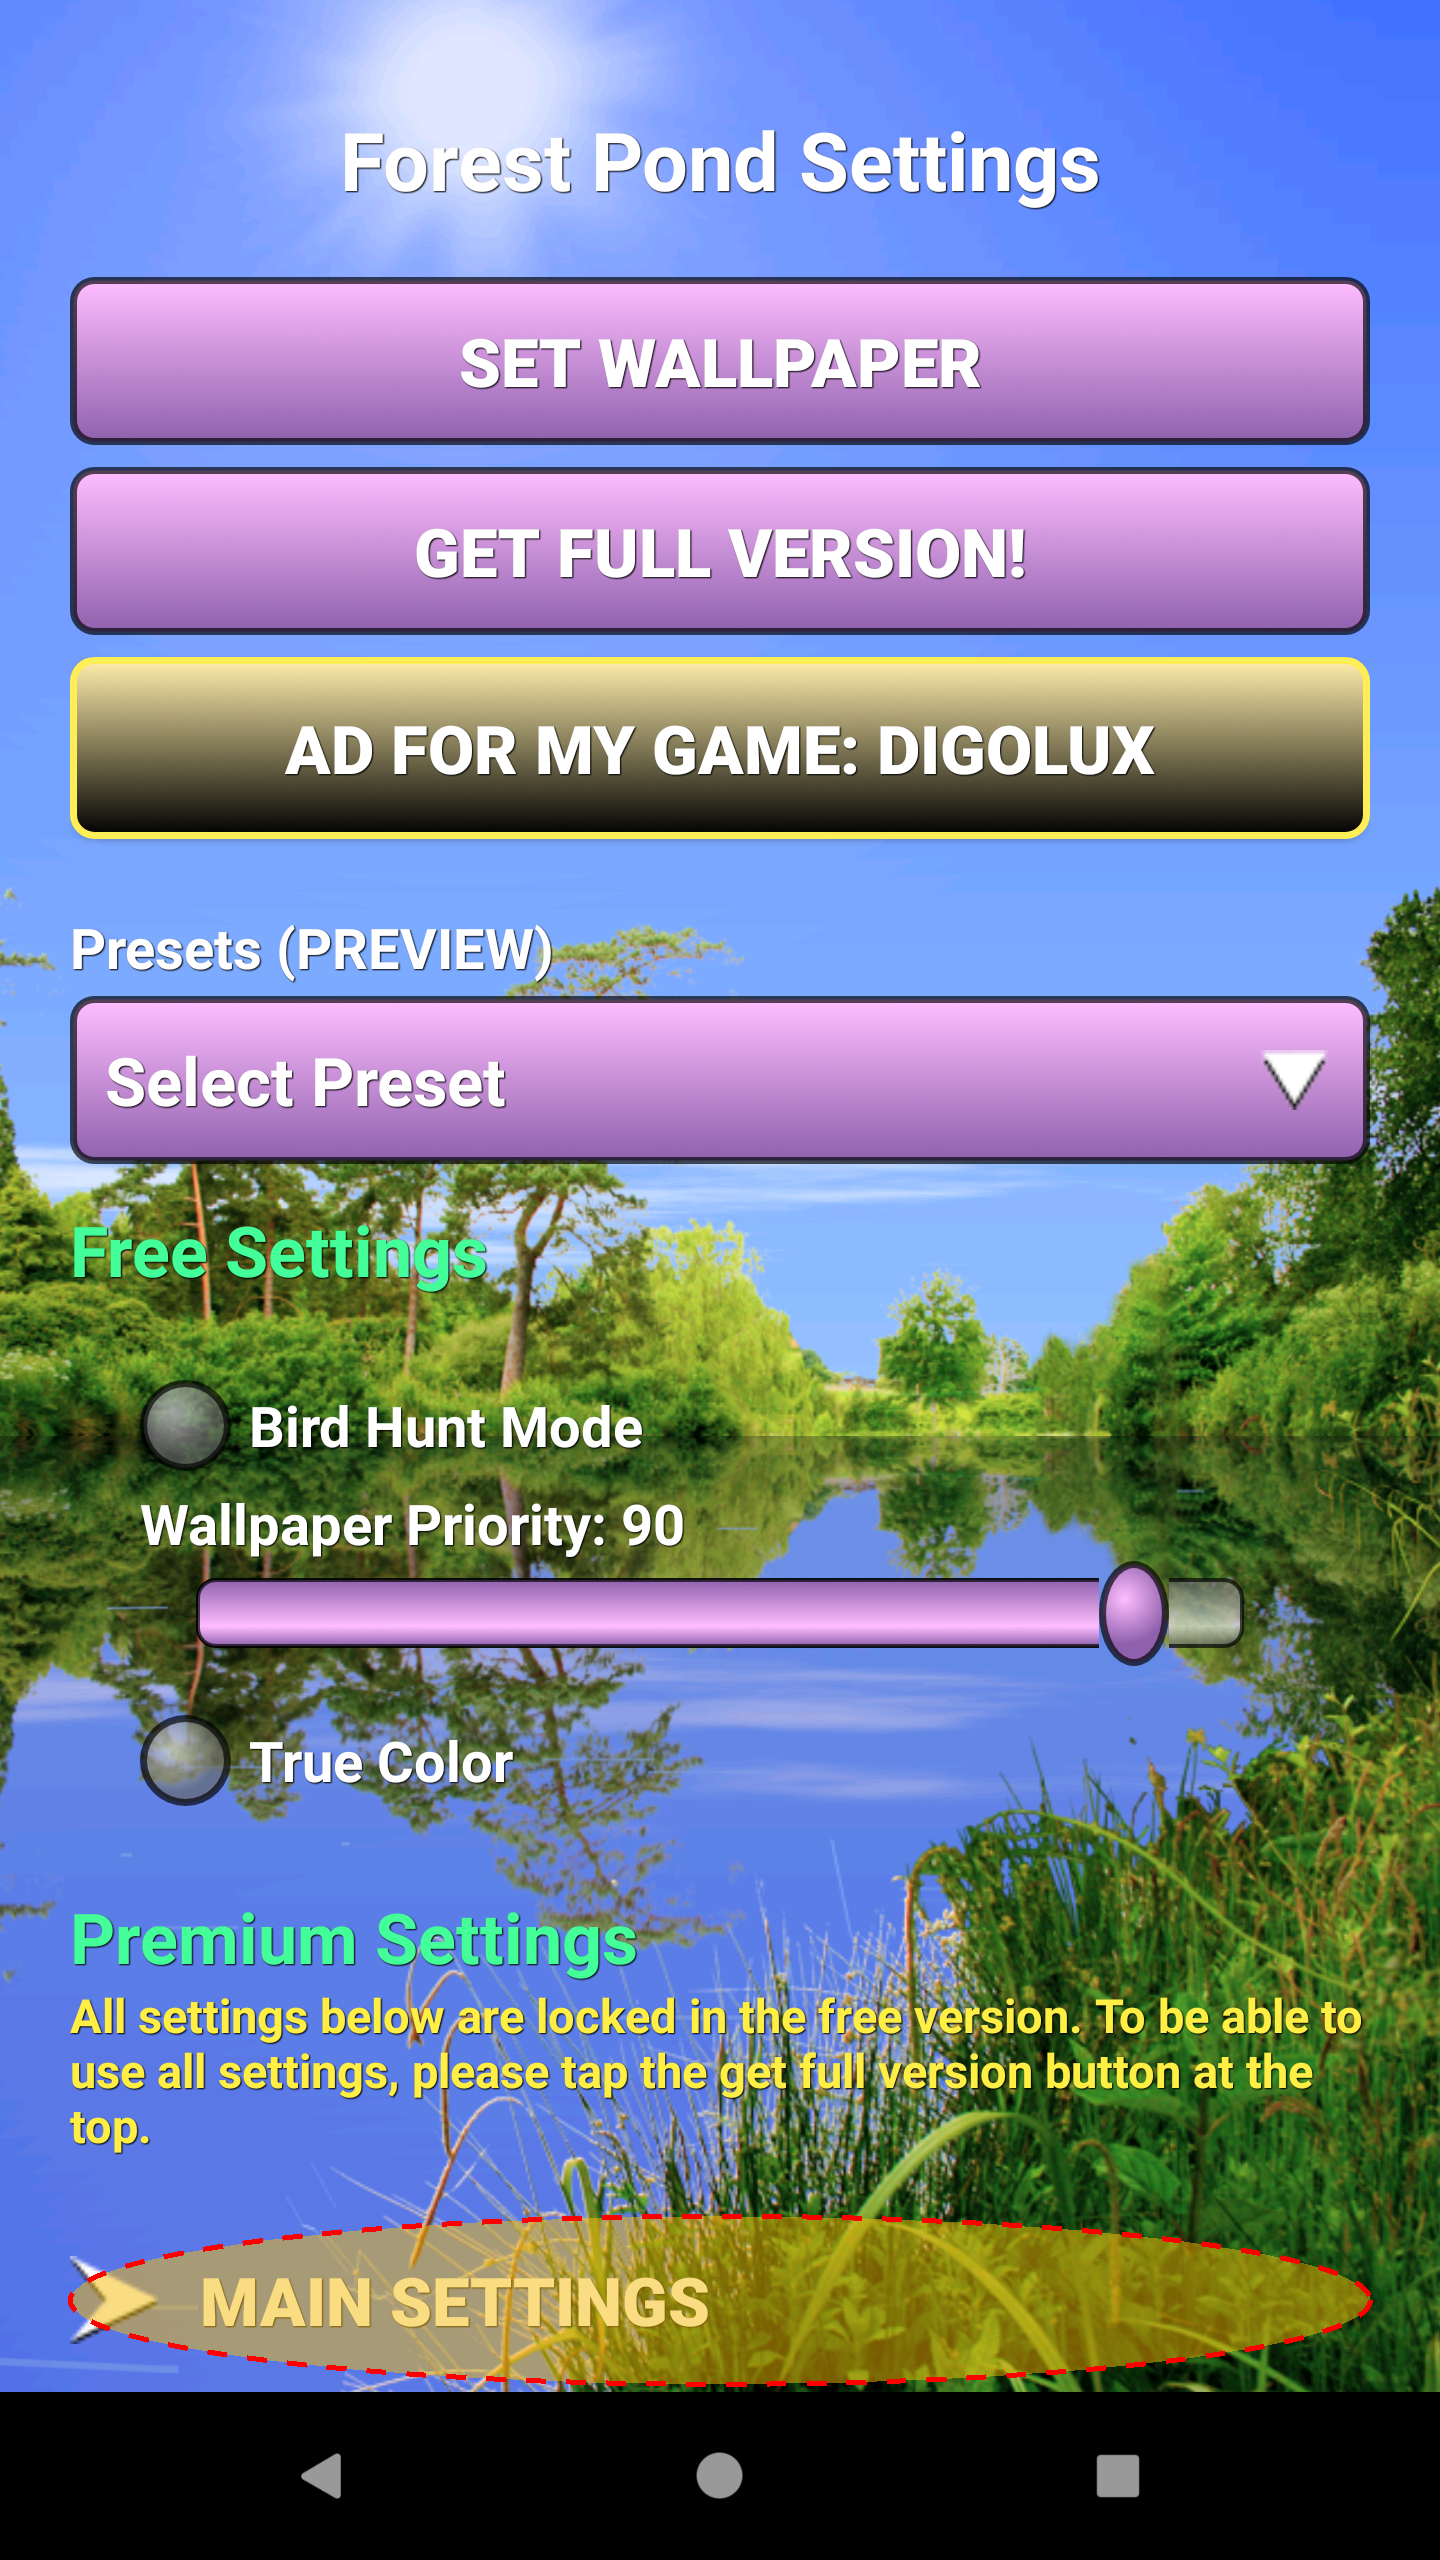 Forest Pond Settings
SET WALLPAPER
GET FULL VERSION!
AD FOR MY GAME: DIGOLUX
Presets (PREVIEW)
Select Preset
Free Settings
Bird Hunt Mode
Wallpaper Priority: 90
True Color
Premium Settings
All settings below are locked in the free version. To be able to
use all settings, please tap the get full version button at the
top.
MAIN SETTINGS